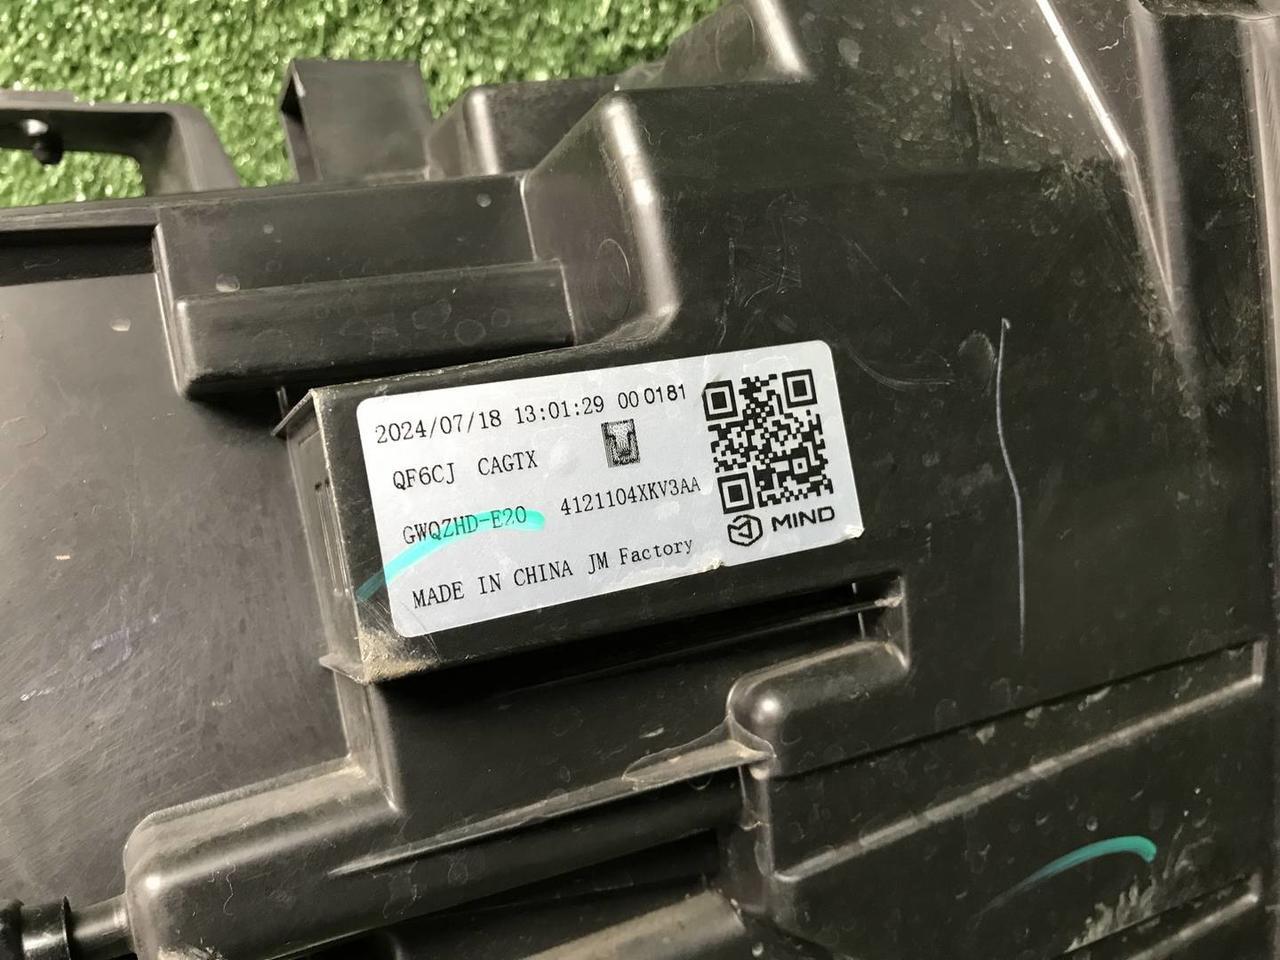 2024/07/18 13:01:29 000181
QF6CJ CAGTX
GWQZHD-E20 4121104XKV3AA
MIND
MADE IN CHINA JM Factory